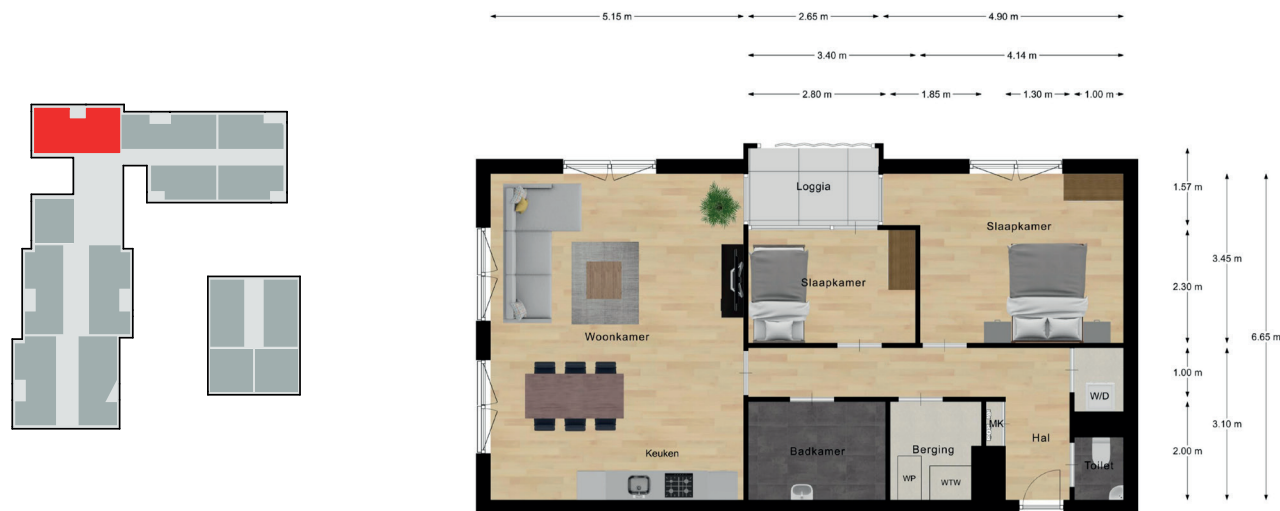 5.15 m 2.65 m 4.90 m
3.40 m 4.14 m
2.80 m 1.85 m 1.30 m 1.00 m
Loggia
1.57 m
Slaapkamer
3.45 m
Slaapkamer
2.30 m
Woonkamer
6.65 m
1.00 m
W/D
MK
3.10 m
Hal
Keuken
Badkamer
Berging
2.00 m
Toilet
WP
WTW